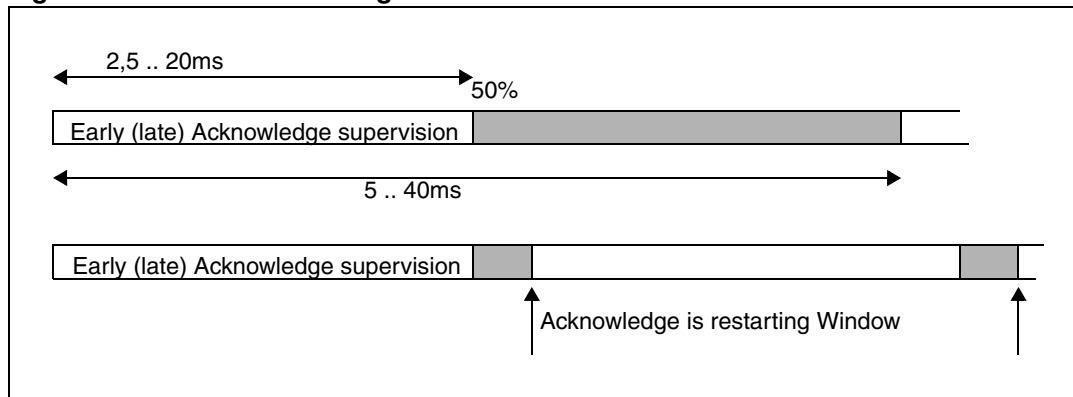 2,5 .. 20ms
50%
Early (late) Acknowledge supervision
5 .. 40ms
Early (late) Acknowledge supervision
Acknowledge is restarting Window